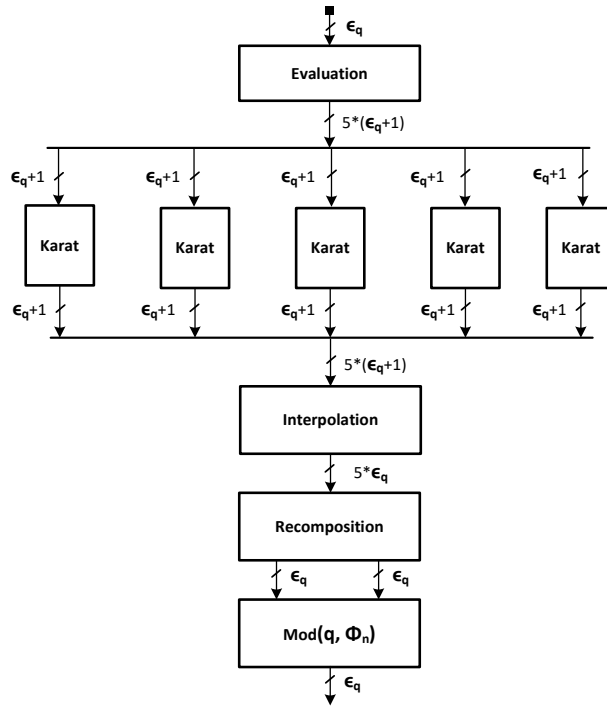 ϵq
Evaluation
5*(ϵq+1)
ϵq+1 ϵq+1 ϵq+1 ϵq+1 ϵq+1
Karat Karat Karat Karat Karat
ϵq+1 ϵq+1 ϵq+1 ϵq+1 ϵq+1
5*(ϵq+1)
Interpolation
5*ϵq
Recomposition
ϵq ϵq
Mod(q, Φn)
ϵq